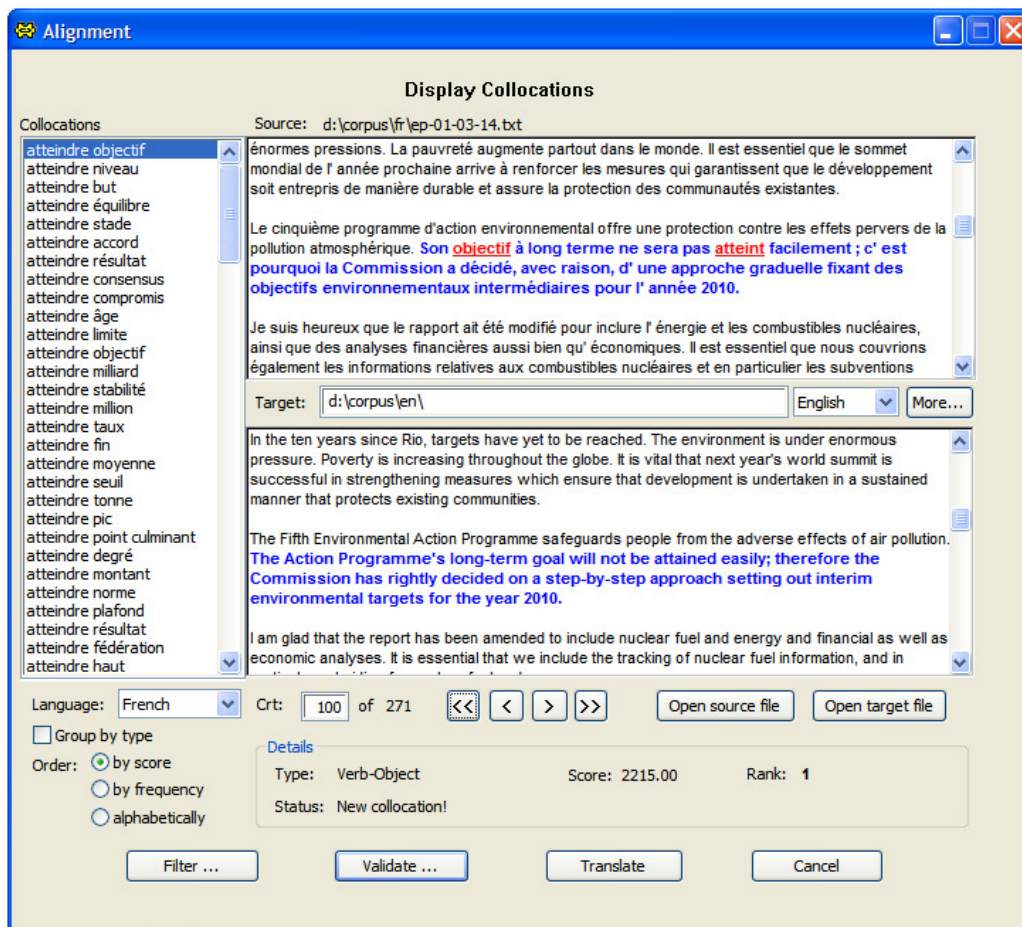 Alignment
Display Collocations
Collocations
Source: d:\corpus\fr\ep-01-03-14.txt
atteindre objectif
atteindre niveau
atteindre but
atteindre équilibre
atteindre stade
atteindre accord
atteindre résultat
atteindre consensus
atteindre compromis
atteindre âge
atteindre limite
atteindre objectif
atteindre milliard
atteindre stabilité
atteindre million
atteindre taux
atteindre fin
atteindre moyenne
atteindre seuil
atteindre tonne
atteindre pic
atteindre point culminant
atteindre degré
atteindre montant
atteindre norme
atteindre plafond
atteindre résultat
atteindre fédération
atteindre haut
énormes pressions. La pauvreté augmente partout dans le monde. Il est essentiel que le sommet
mondial de l' année prochaine arrive à renforcer les mesures qui garantissent que le développement
soit entrepris de manière durable et assure la protection des communautés existantes.
Le cinquième programme d'action environnemental offre une protection contre les effets pervers de la
pollution atmosphérique. Son objectif à long terme ne sera pas atteint facilement ; c' est
pourquoi la Commission a décidé, avec raison, d' une approche graduelle fixant des
objectifs environnementaux intermédiaires pour l' année 2010.
Je suis heureux que le rapport ait été modifié pour inclure l' énergie et les combustibles nucléaires,
ainsi que des analyses financières aussi bien qu' économiques. Il est essentiel que nous couvrions
également les informations relatives aux combustibles nucléaires et en particulier les subventions
Target: d:\corpus\en\ English More...
In the ten years since Rio, targets have yet to be reached. The environment is under enormous
pressure. Poverty is increasing throughout the globe. It is vital that next year's world summit is
successful in strengthening measures which ensure that development is undertaken in a sustained
manner that protects existing communities.
The Fifth Environmental Action Programme safeguards people from the adverse effects of air pollution.
The Action Programme's long-term goal will not be attained easily; therefore the
Commission has rightly decided on a step-by-step approach setting out interim
environmental targets for the year 2010.
I am glad that the report has been amended to include nuclear fuel and energy and financial as well as
economic analyses. It is essential that we include the tracking of nuclear fuel information, and in
Language: French Crt: 100 of 271 << < > >> Open source file Open target file
Group by type
Order: by score
by frequency
alphabetically
Details
Type: Verb-Object Score: 2215.00 Rank: 1
Status: New collocation!
Filter ... Validate ... Translate Cancel